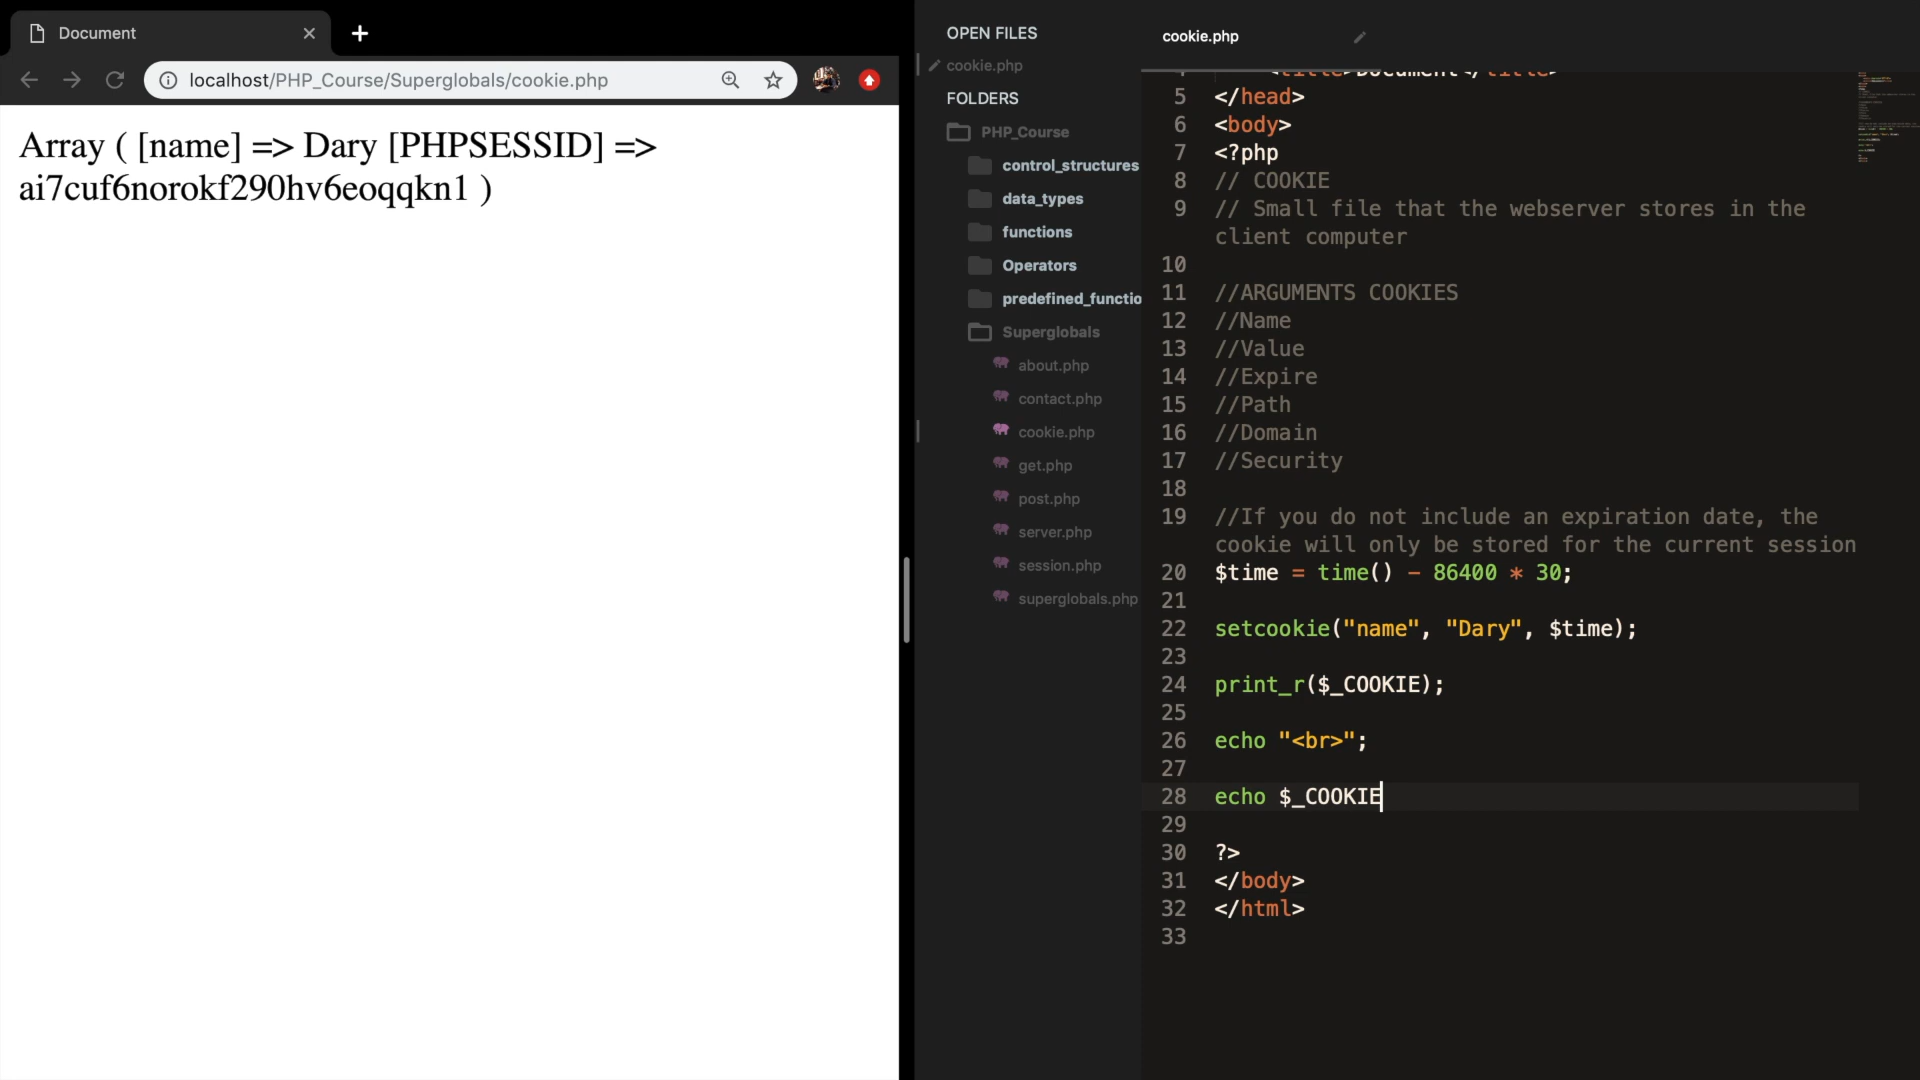 Document
localhost/PHP_Course/Superglobals/cookie.php
Array ( [name] => Dary [PHPSESSID] =>
ai7cuf6norokf290hv6eoqqkn1 )
OPEN FILES
cookie.php
FOLDERS
PHP_Course
control_structures
data_types
functions
Operators
predefined_functio
Superglobals
about.php
contact.php
cookie.php
get.php
post.php
server.php
session.php
superglobals.php
cookie.php
4 <title>Document</title>
5 </head>
6 <body>
7 <?php
8 // COOKIE
9 // Small file that the webserver stores in the
client computer
10
11 //ARGUMENTS COOKIES
12 //Name
13 //Value
14 //Expire
15 //Path
16 //Domain
17 //Security
18
19 //If you do not include an expiration date, the
cookie will only be stored for the current session
20 $time = time() - 86400 * 30;
21
22 setcookie("name", "Dary", $time);
23
24 print_r($_COOKIE);
25
26 echo "<br>";
27
28 echo $_COOKIE
29
30 ?>
31 </body>
32 </html>
33